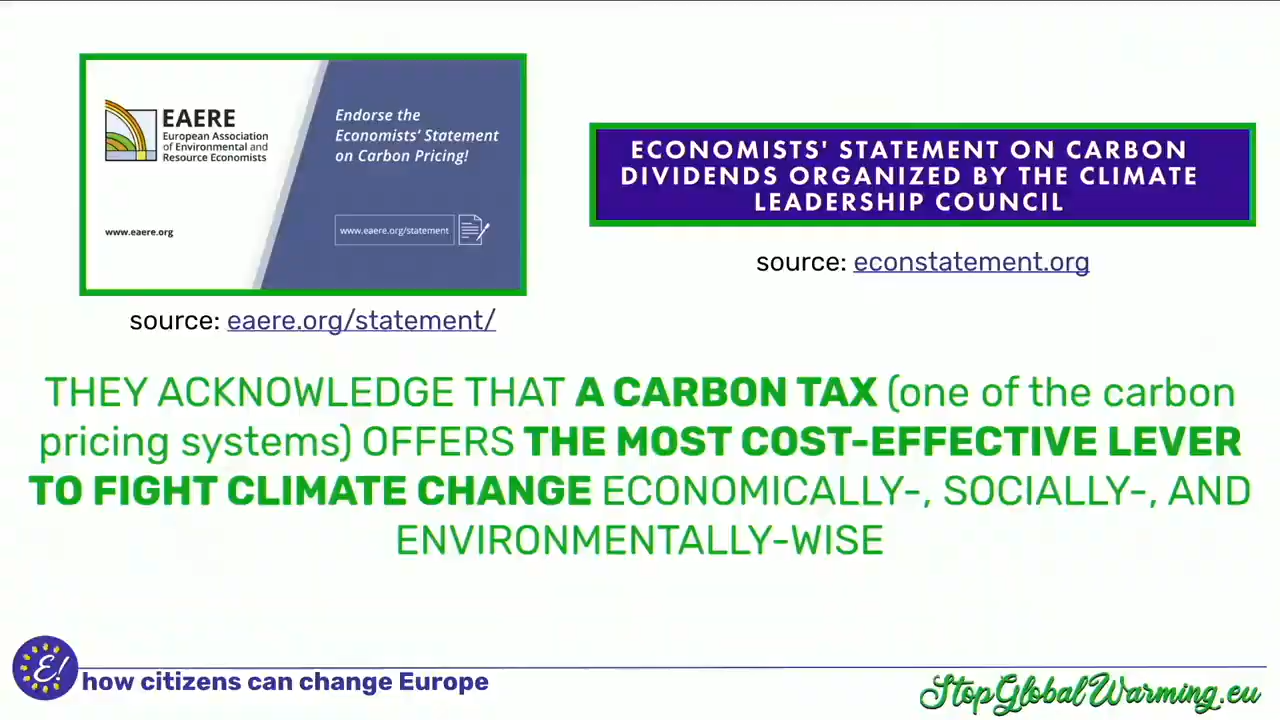 EAERE
European Association
of Environmental and
Resource Economists
www.eaere.org
Endorse the
Economists' Statement
on Carbon Pricing!
www.eaere.org/statement
source: eaere.org/statement/
ECONOMISTS' STATEMENT ON CARBON
DIVIDENDS ORGANIZED BY THE CLIMATE
LEADERSHIP COUNCIL
source: econstatement.org
THEY ACKNOWLEDGE THAT A CARBON TAX (one of the carbon
pricing systems) OFFERS THE MOST COST-EFFECTIVE LEVER
TO FIGHT CLIMATE CHANGE ECONOMICALLY-, SOCIALLY-, AND
ENVIRONMENTALLY-WISE
E!
how citizens can change Europe
StopGlobalWarming.eu